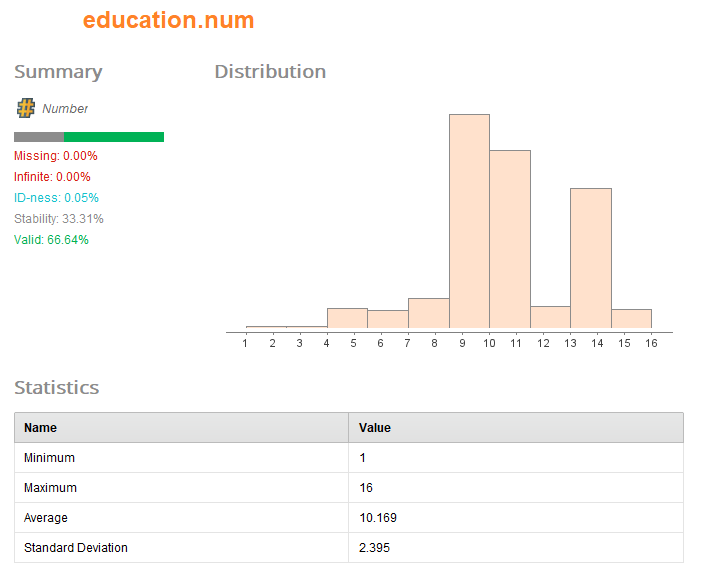 education.num
Summary
Distribution
# Number
Missing: 0.00%
Infinite: 0.00%
ID-ness: 0.05%
Stability: 33.31%
Valid: 66.64%
1 2 3 4 5 6 7 8 9 10 11 12 13 14 15 16
Statistics
Name Value
Minimum 1
Maximum 16
Average 10.169
Standard Deviation 2.395